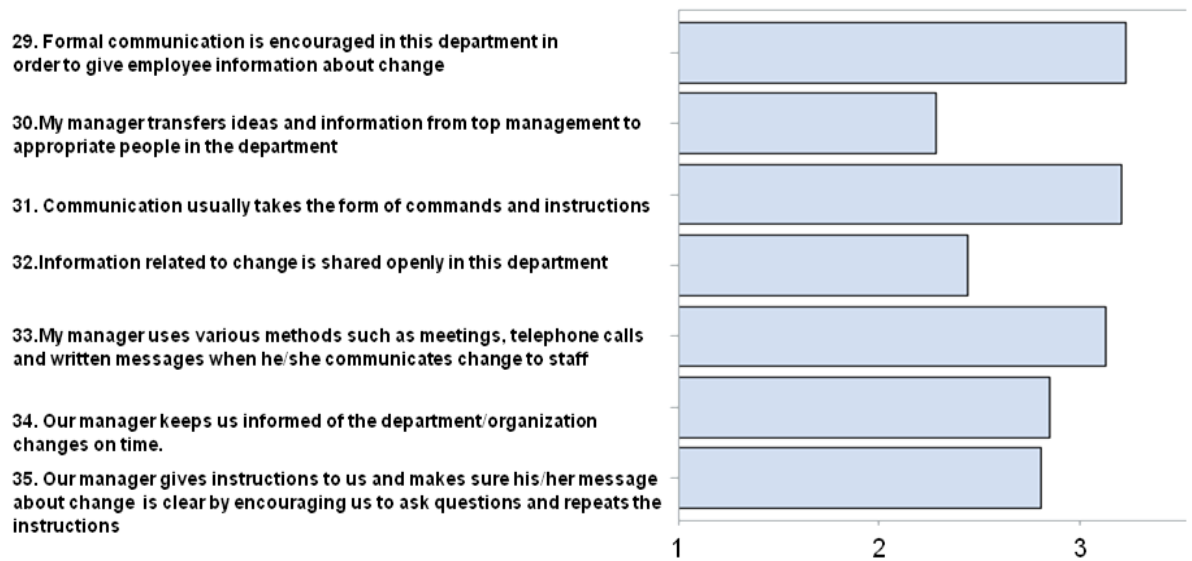 29. Formal communication is encouraged in this department in
order to give employee information about change
30.My manager transfers ideas and information from top management to
appropriate people in the department
31. Communication usually takes the form of commands and instructions
32.Information related to change is shared openly in this department
33.My manager uses various methods such as meetings, telephone calls
and written messages when he/she communicates change to staff
34. Our manager keeps us informed of the department/organization
changes on time.
35. Our manager gives instructions to us and makes sure his/her message
about change is clear by encouraging us to ask questions and repeats the
instructions
1 2 3